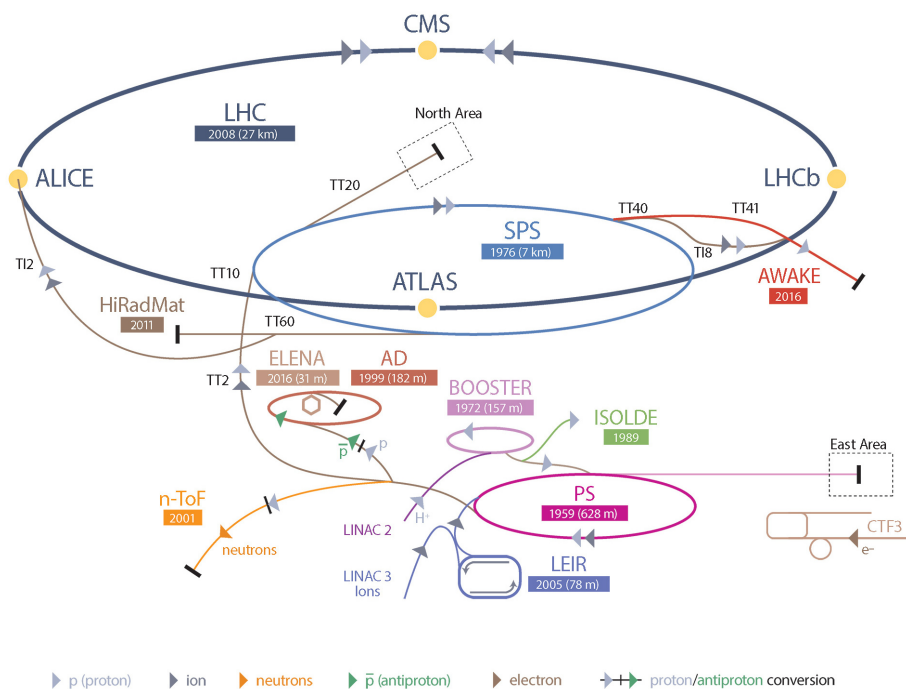 CMS
LHC
2008 (27 km)
North Area
ALICE
LHCb
TT20
TT40
TT41
SPS
1976 (7 km)
TI8
TI2
TT10
ATLAS
AWAKE
2016
HiRadMat
2011
TT60
ELENA
2016 (31 m)
AD
1999 (182 m)
TT2
BOOSTER
1972 (157 m)
ISOLDE
1989
p̅
p
East Area
n-ToF
2001
PS
1959 (628 m)
H⁺
LINAC 2
neutrons
CTF3
e⁻
LINAC 3
Ions
LEIR
2005 (78 m)
p (proton)
ion
neutrons
p̅ (antiproton)
electron
proton/antiproton conversion